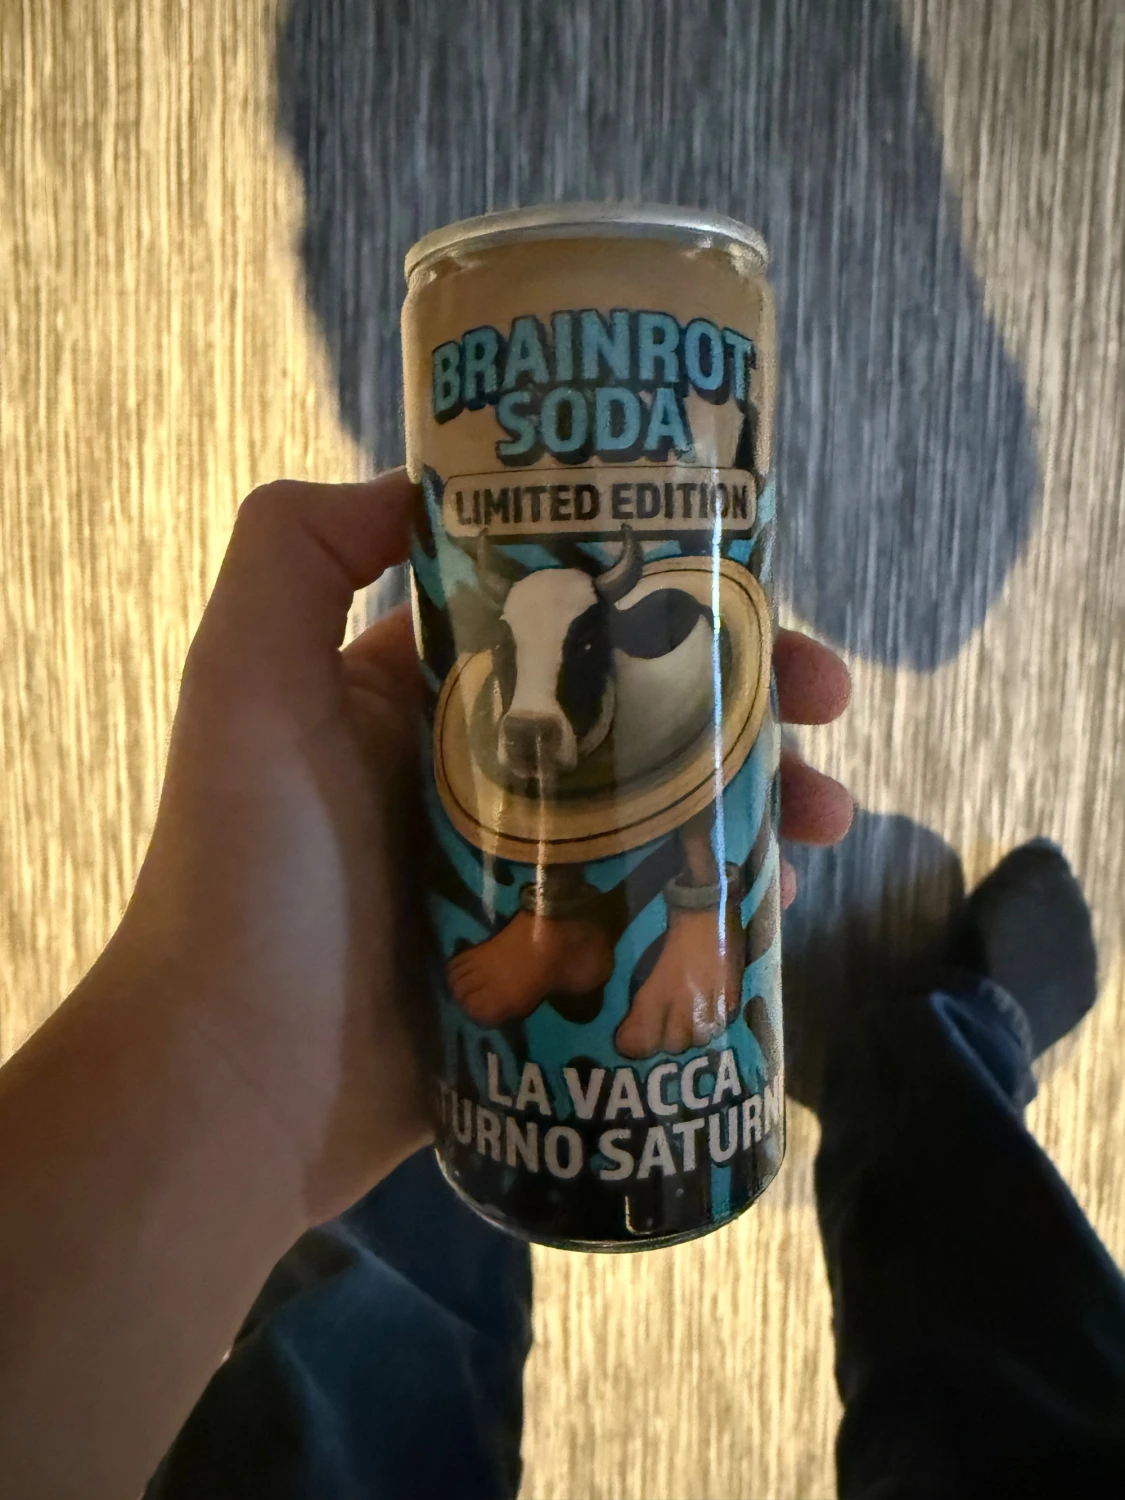 BRAINROT
SODA
LIMITED EDITION
LA VACCA
TURNO SATURN